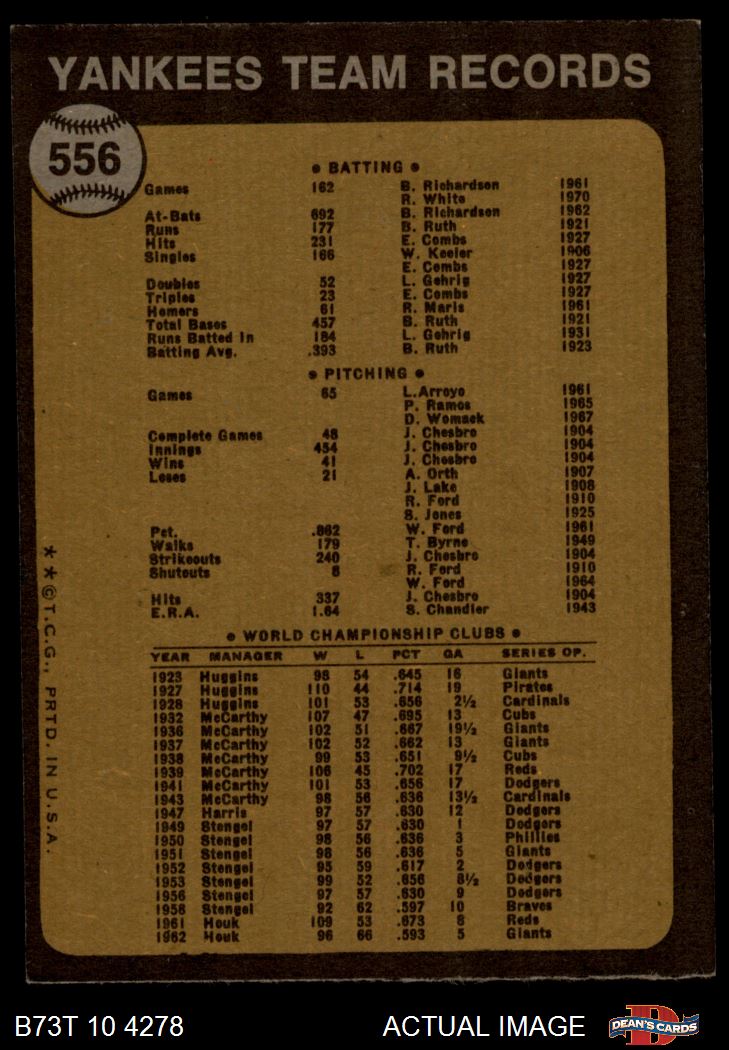 YANKEES TEAM RECORDS
556
• BATTING •
Games 162 B. Richardson 1961
R. White 1970
At-Bats 692 B. Richardson 1962
Runs 177 B. Ruth 1921
Hits 231 E. Combs 1927
Singles 166 W. Keeler 1906
E. Combs 1927
Doubles 52 L. Gehrig 1927
Triples 23 E. Combs 1927
Homers 61 R. Maris 1961
Total Bases 457 B. Ruth 1921
Runs Batted In 184 L. Gehrig 1931
Batting Avg. .393 B. Ruth 1923
• PITCHING •
Games 65 L. Arroyo 1961
P. Ramos 1965
D. Womack 1967
Complete Games 48 J. Chesbro 1904
Innings 454 J. Chesbro 1904
Wins 41 J. Chesbro 1904
Loses 21 A. Orth 1907
J. Lake 1908
R. Ford 1910
S. Jones 1925
Pct. .862 W. Ford 1961
Walks 179 T. Byrne 1949
Strikeouts 240 J. Chesbro 1904
Shutouts 8 R. Ford 1910
W. Ford 1964
Hits 337 J. Chesbro 1904
E.R.A. 1.64 S. Chandler 1943
• WORLD CHAMPIONSHIP CLUBS •
YEAR MANAGER W L PCT GA SERIES OP.
1923 Huggins 98 54 .645 16 Giants
1927 Huggins 110 44 .714 19 Pirates
1928 Huggins 101 53 .656 2½ Cardinals
1932 McCarthy 107 47 .695 13 Cubs
1936 McCarthy 102 51 .667 19½ Giants
1937 McCarthy 102 52 .662 13 Giants
1938 McCarthy 99 53 .651 9½ Cubs
1939 McCarthy 106 45 .702 17 Reds
1941 McCarthy 101 53 .656 17 Dodgers
1943 McCarthy 98 56 .636 13½ Cardinals
1947 Harris 97 57 .630 12 Dodgers
1949 Stengel 97 57 .630 1 Dodgers
1950 Stengel 98 56 .636 3 Phillies
1951 Stengel 98 56 .636 5 Giants
1952 Stengel 95 59 .617 2 Dodgers
1953 Stengel 99 52 .656 8½ Dodgers
1956 Stengel 97 57 .630 9 Dodgers
1958 Stengel 92 62 .597 10 Braves
1961 Houk 109 53 .673 8 Reds
1962 Houk 96 66 .593 5 Giants
* * © T.C.G., PRTD. IN U.S.A.
B73T 10 4278 ACTUAL IMAGE
D
DEAN'S CARDS